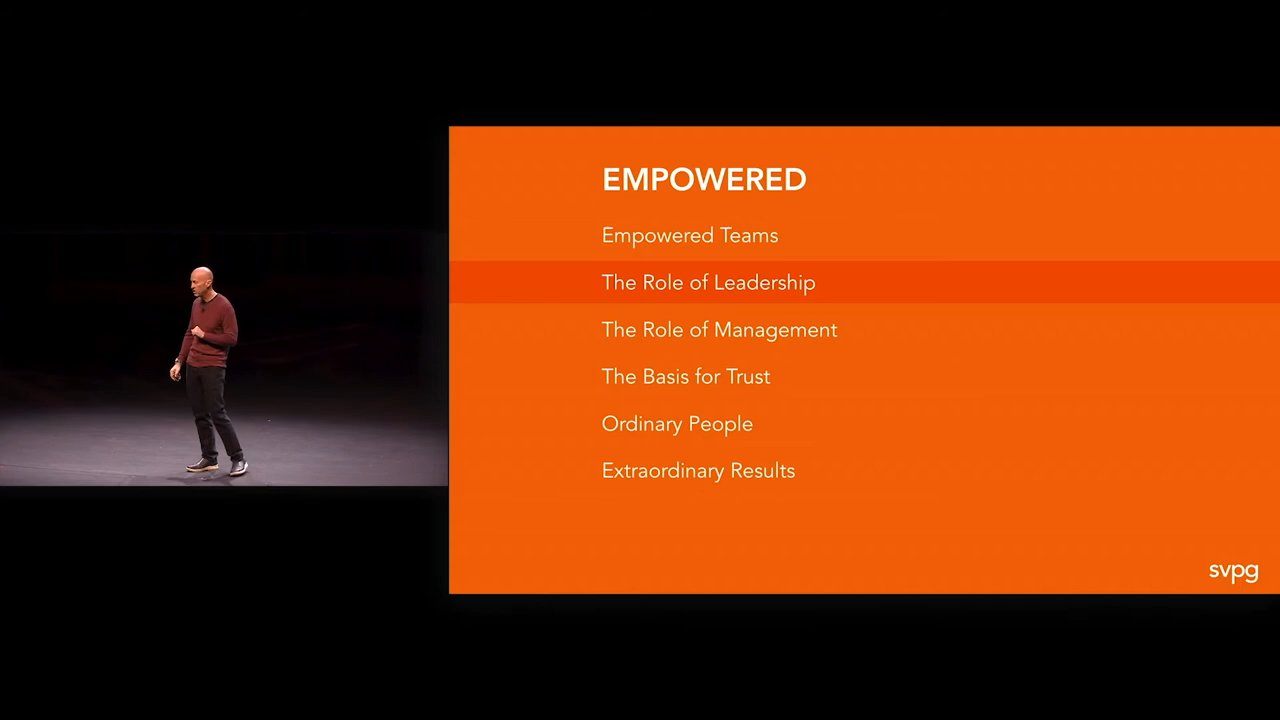 EMPOWERED
Empowered Teams
The Role of Leadership
The Role of Management
The Basis for Trust
Ordinary People
Extraordinary Results
svpg